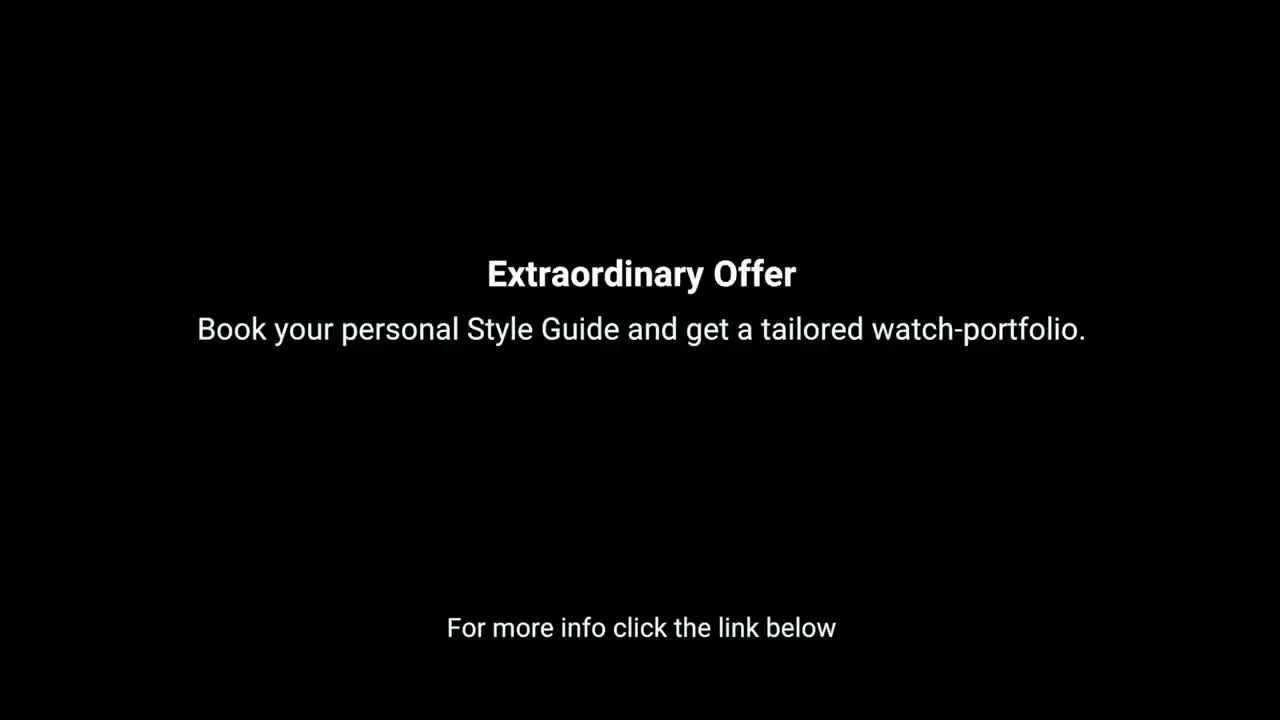 Extraordinary Offer
Book your personal Style Guide and get a tailored watch-portfolio.
For more info click the link below